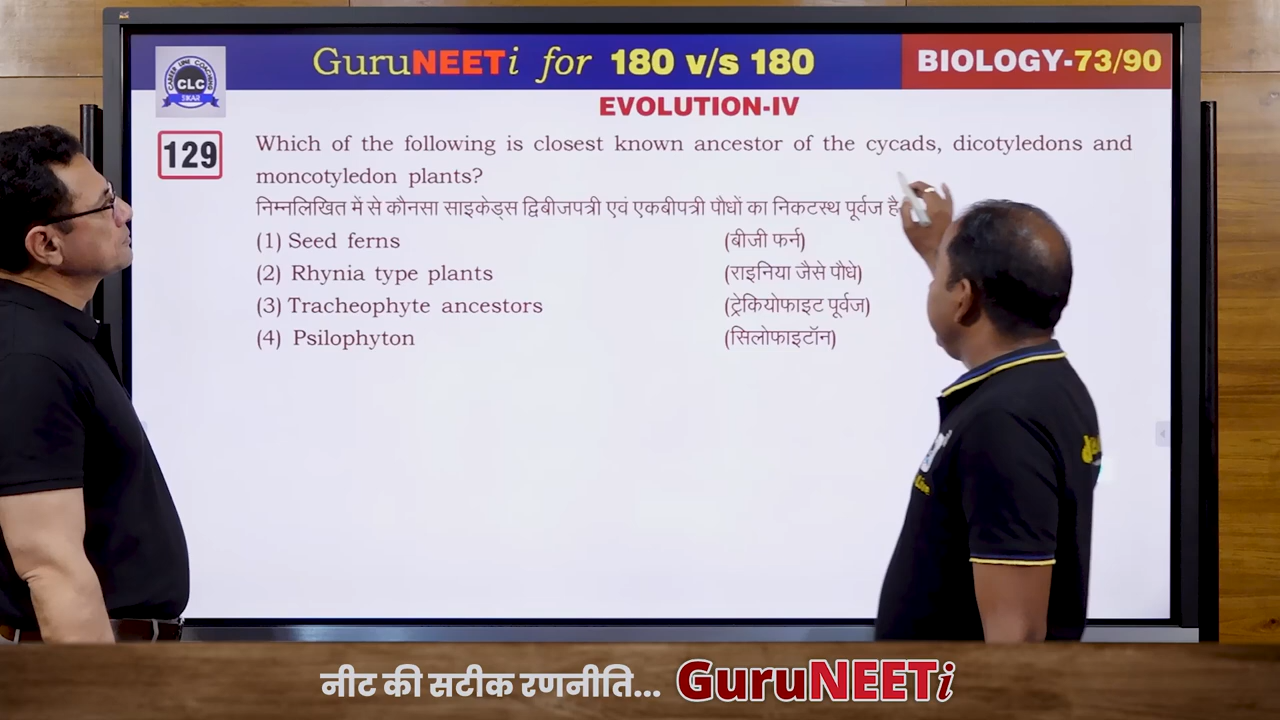 GuruNEETi for 180 v/s 180
BIOLOGY-73/90
CLC
SIKAR
EVOLUTION-IV
129
Which of the following is closest known ancestor of the cycads, dicotyledons and
moncotyledon plants?
निम्नलिखित में से कौनसा साइकेड्स द्विबीजपत्री एवं एकबीपत्री पौधों का निकटस्थ पूर्वज है
(1) Seed ferns (बीजी फर्न)
(2) Rhynia type plants (राइनिया जैसे पौधे)
(3) Tracheophyte ancestors (ट्रेकियोफाइट पूर्वज)
(4) Psilophyton (सिलोफाइटॉन)
नीट की सटीक रणनीति... GuruNEETi